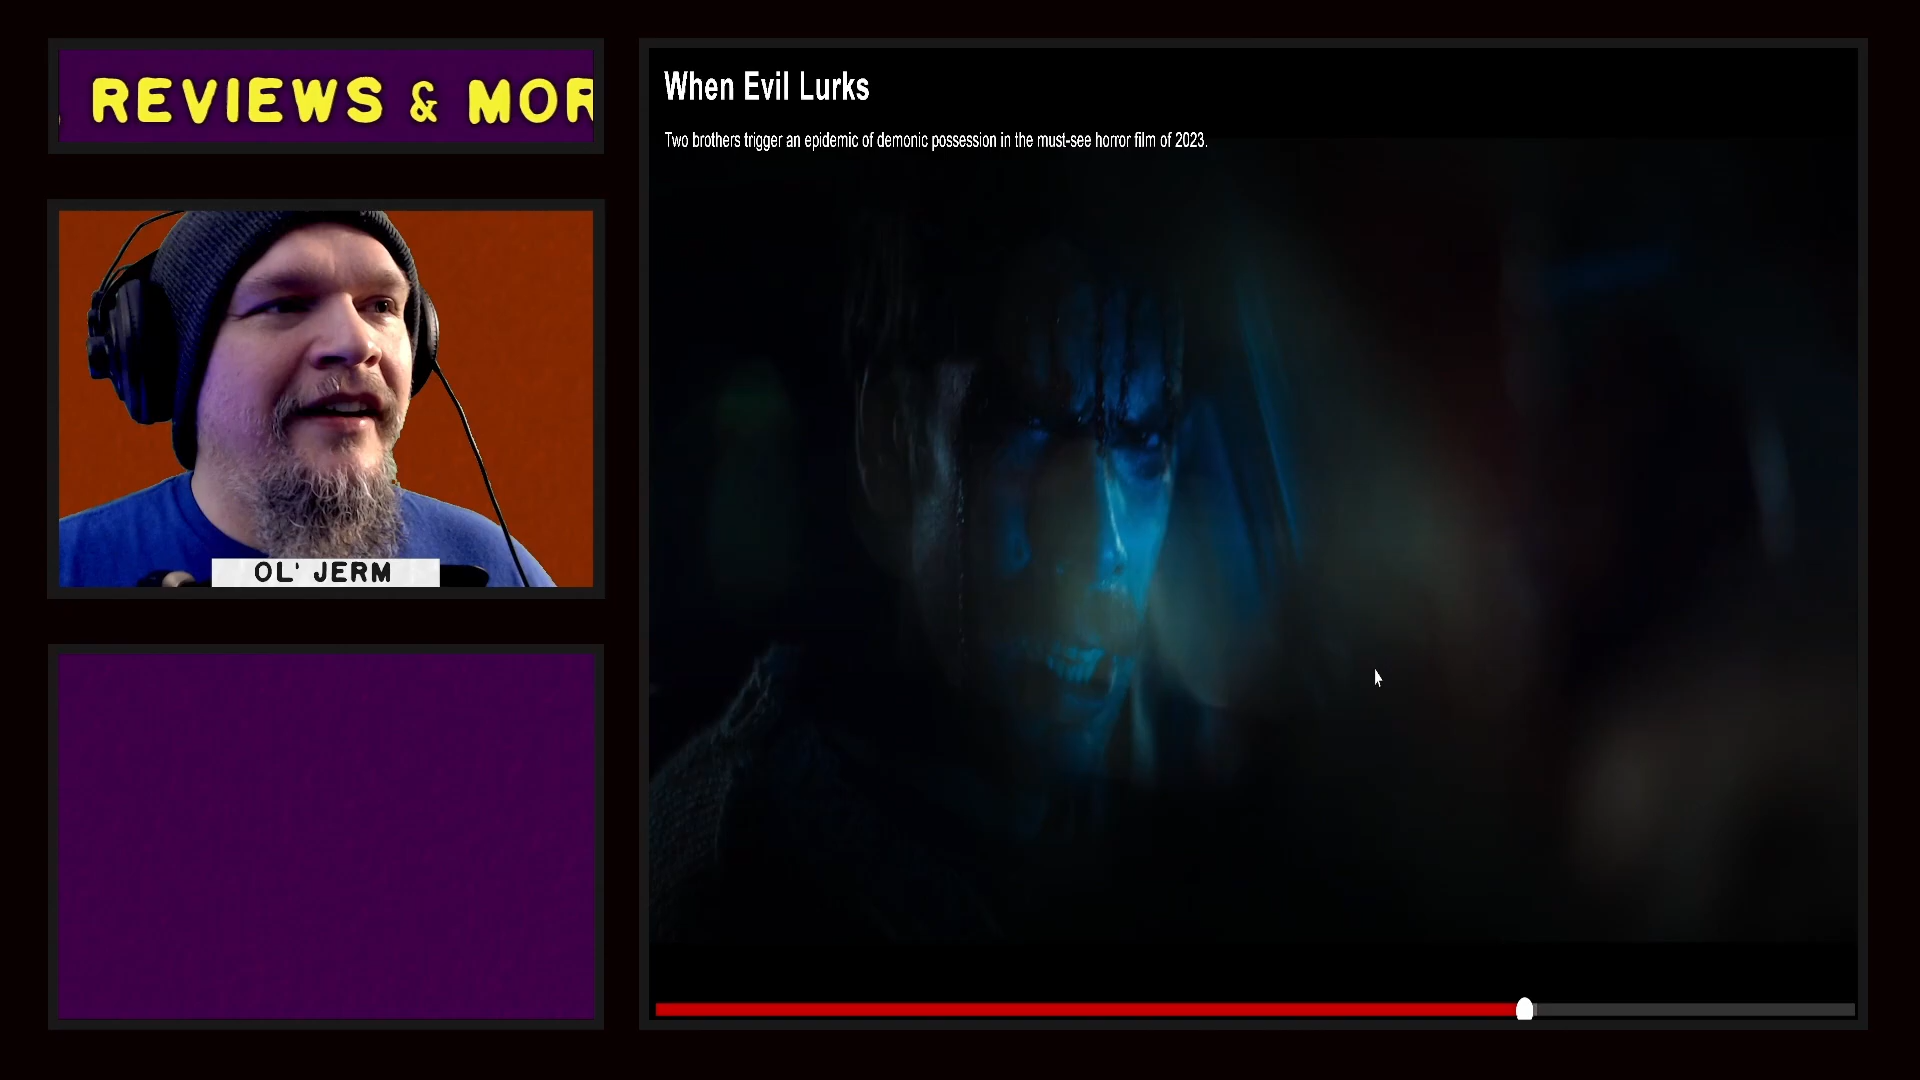 REVIEWS & MOR
When Evil Lurks
Two brothers trigger an epidemic of demonic possession in the must-see horror film of 2023.
OL' JERM